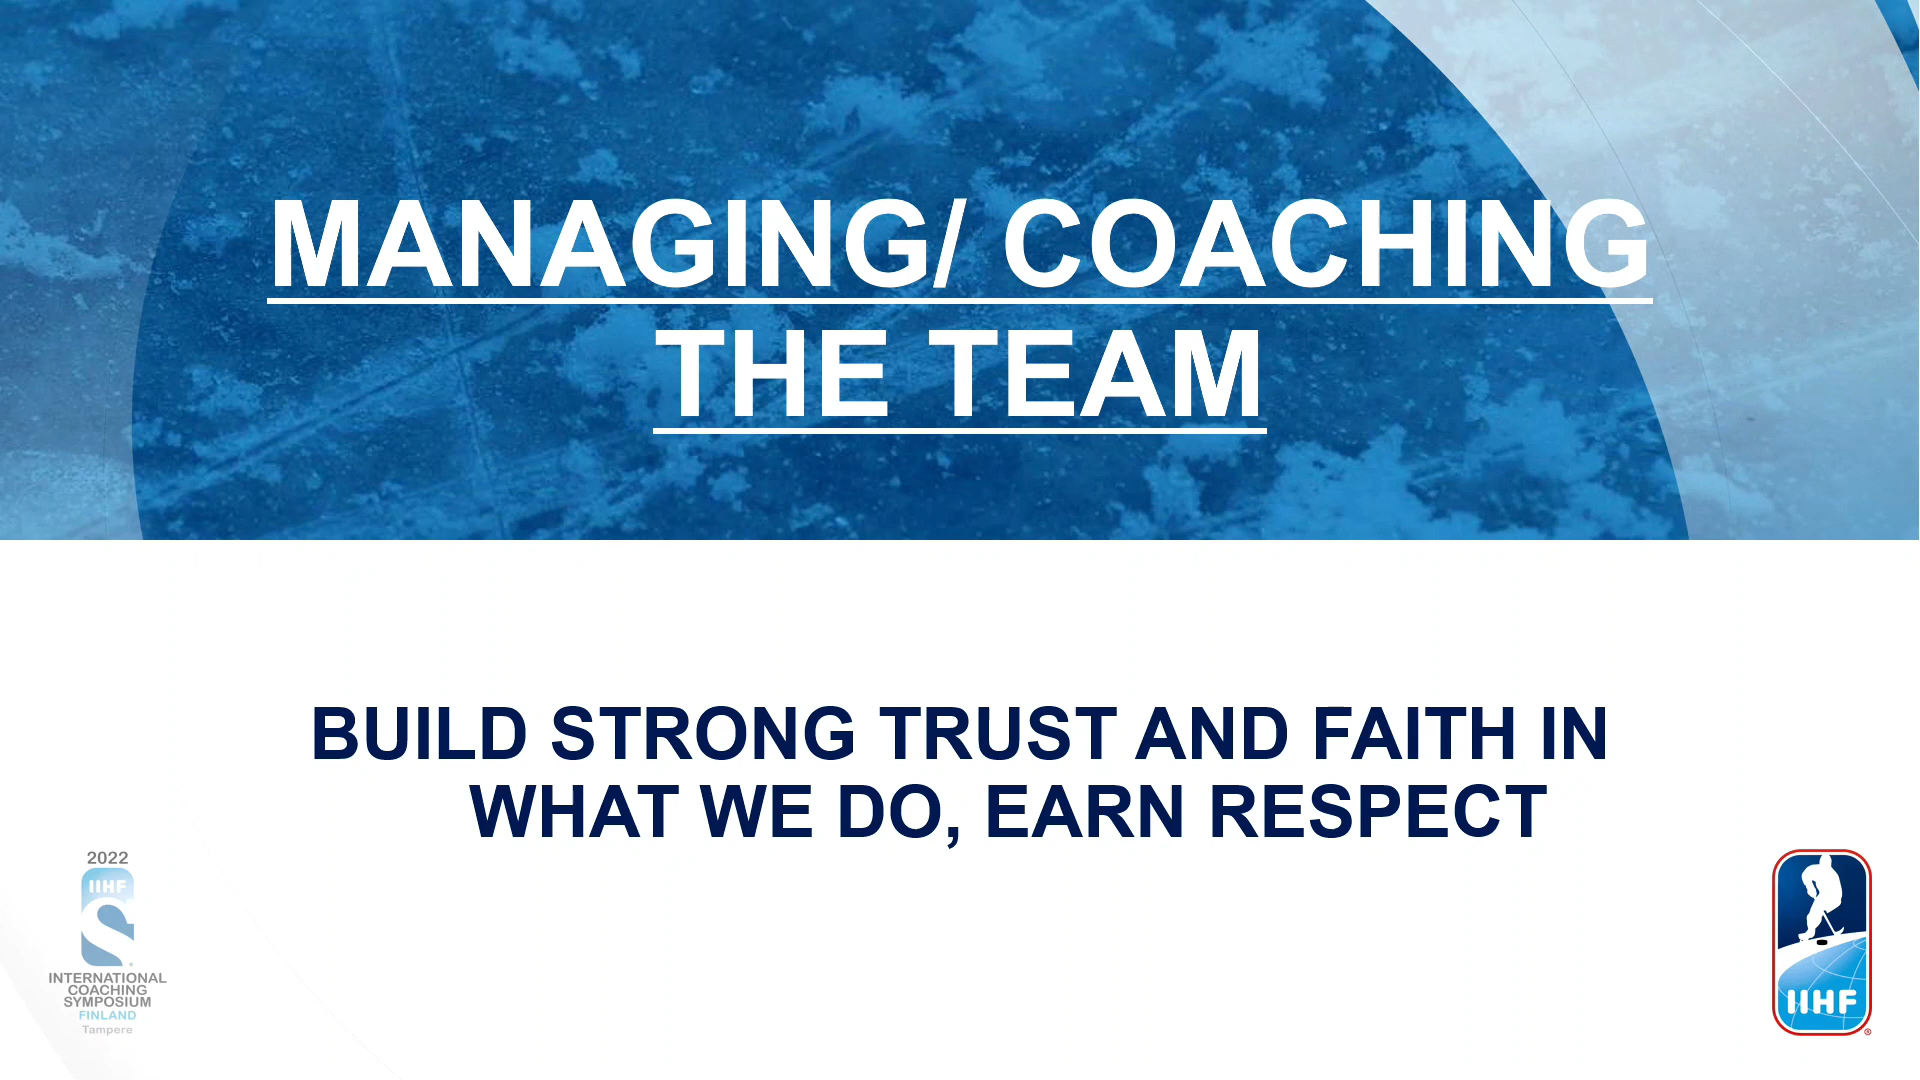 MANAGING/ COACHING
THE TEAM
BUILD STRONG TRUST AND FAITH IN
WHAT WE DO, EARN RESPECT
2022
IIHF
INTERNATIONAL
COACHING
SYMPOSIUM
FINLAND
Tampere
IIHF
®